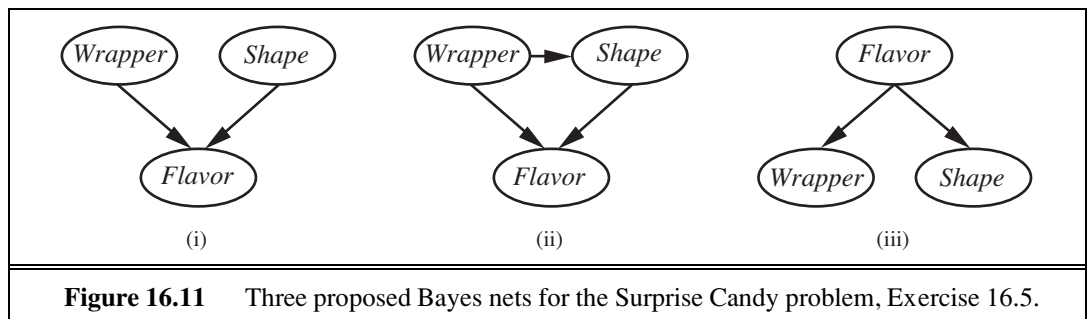 Wrapper Shape Wrapper Shape Flavor
Flavor Flavor Wrapper Shape
(i) (ii) (iii)
Figure 16.11 Three proposed Bayes nets for the Surprise Candy problem, Exercise 16.5.